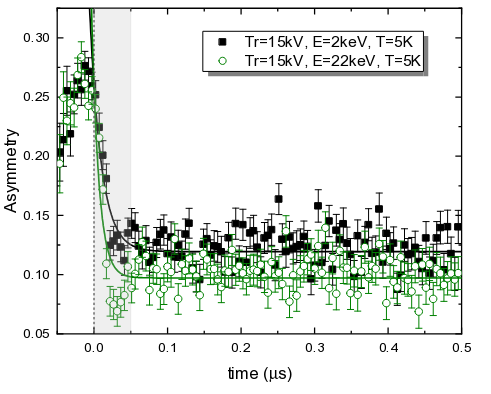 0.30
0.25
0.20
0.15
0.10
0.05
Asymmetry
Tr=15kV, E=2keV, T=5K
Tr=15kV, E=22keV, T=5K
0.0 0.1 0.2 0.3 0.4 0.5
time (μs)